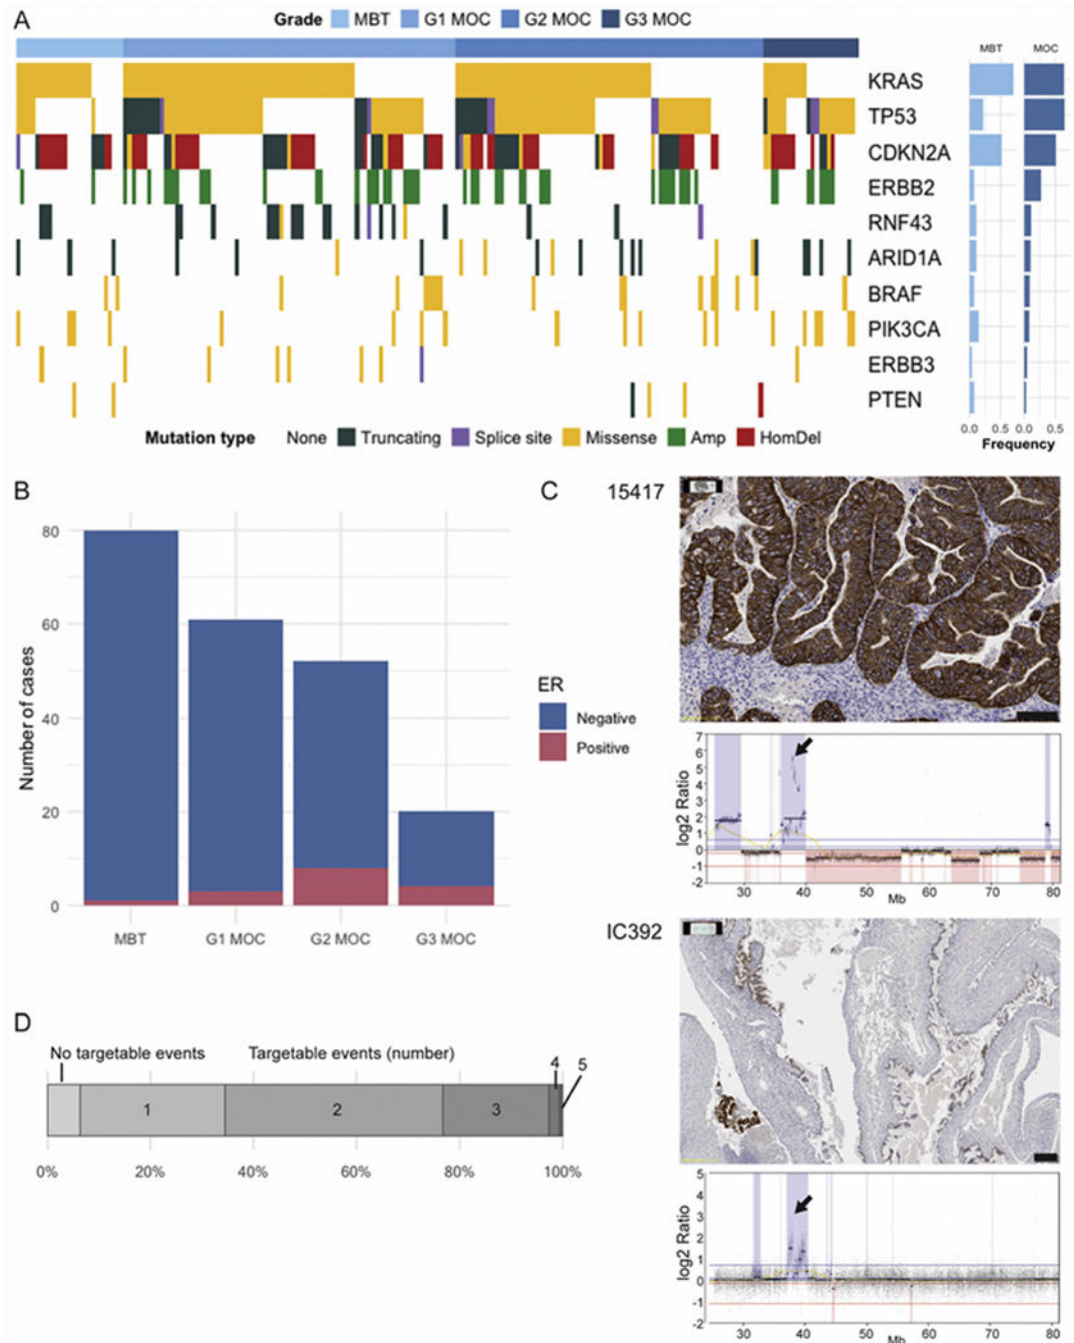 A
Grade MBT G1 MOC G2 MOC G3 MOC
MBT MOC
KRAS
TP53
CDKN2A
ERBB2
RNF43
ARID1A
BRAF
PIK3CA
ERBB3
PTEN
0.0 0.5 0.0 0.5
Frequency
Mutation type None Truncating Splice site Missense Amp HomDel
B
80
60
40
20
0
Number of cases
MBT G1 MOC G2 MOC G3 MOC
ER
Negative
Positive
C
15417
7
6
5
4
3
2
1
0
-1
-2
log2 Ratio
30 40 50 60 70 80
Mb
IC392
5
4
3
2
1
0
-1
-2
log2 Ratio
30 40 50 60 70 80
Mb
D
No targetable events Targetable events (number)
4 5
1 2 3
0% 20% 40% 60% 80% 100%